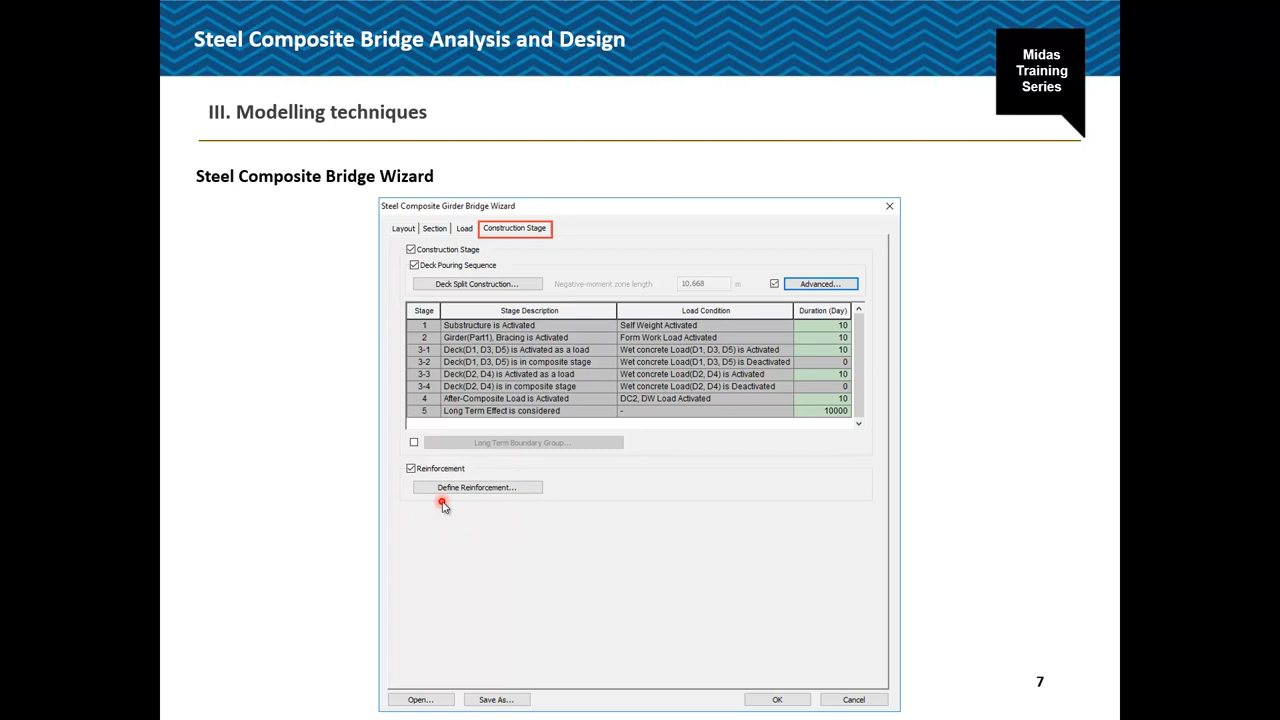 Steel Composite Bridge Analysis and Design
Midas
Training
Series
III. Modelling techniques
Steel Composite Bridge Wizard
Steel Composite Girder Bridge Wizard
Layout Section Load Construction Stage
Construction Stage
Deck Pouring Sequence
Deck Split Construction... Negative-moment zone length 10.668 m Advanced...
Stage Stage Description Load Condition Duration (Day)
1 Substructure is Activated Self Weight Activated 10
2 Girder(Part1), Bracing is Activated Form Work Load Activated 10
3-1 Deck(D1, D3, D5) is Activated as a load Wet concrete Load(D1, D3, D5) is Activated 10
3-2 Deck(D1, D3, D5) is in composite stage Wet concrete Load(D1, D3, D5) is Deactivated 0
3-3 Deck(D2, D4) is Activated as a load Wet concrete Load(D2, D4) is Activated 10
3-4 Deck(D2, D4) is in composite stage Wet concrete Load(D2, D4) is Deactivated 0
4 After-Composite Load is Activated DC2, DW Load Activated 10
5 Long Term Effect is considered - 10000
Long Term Boundary Group...
Reinforcement
Define Reinforcement...
7
Open... Save As... OK Cancel